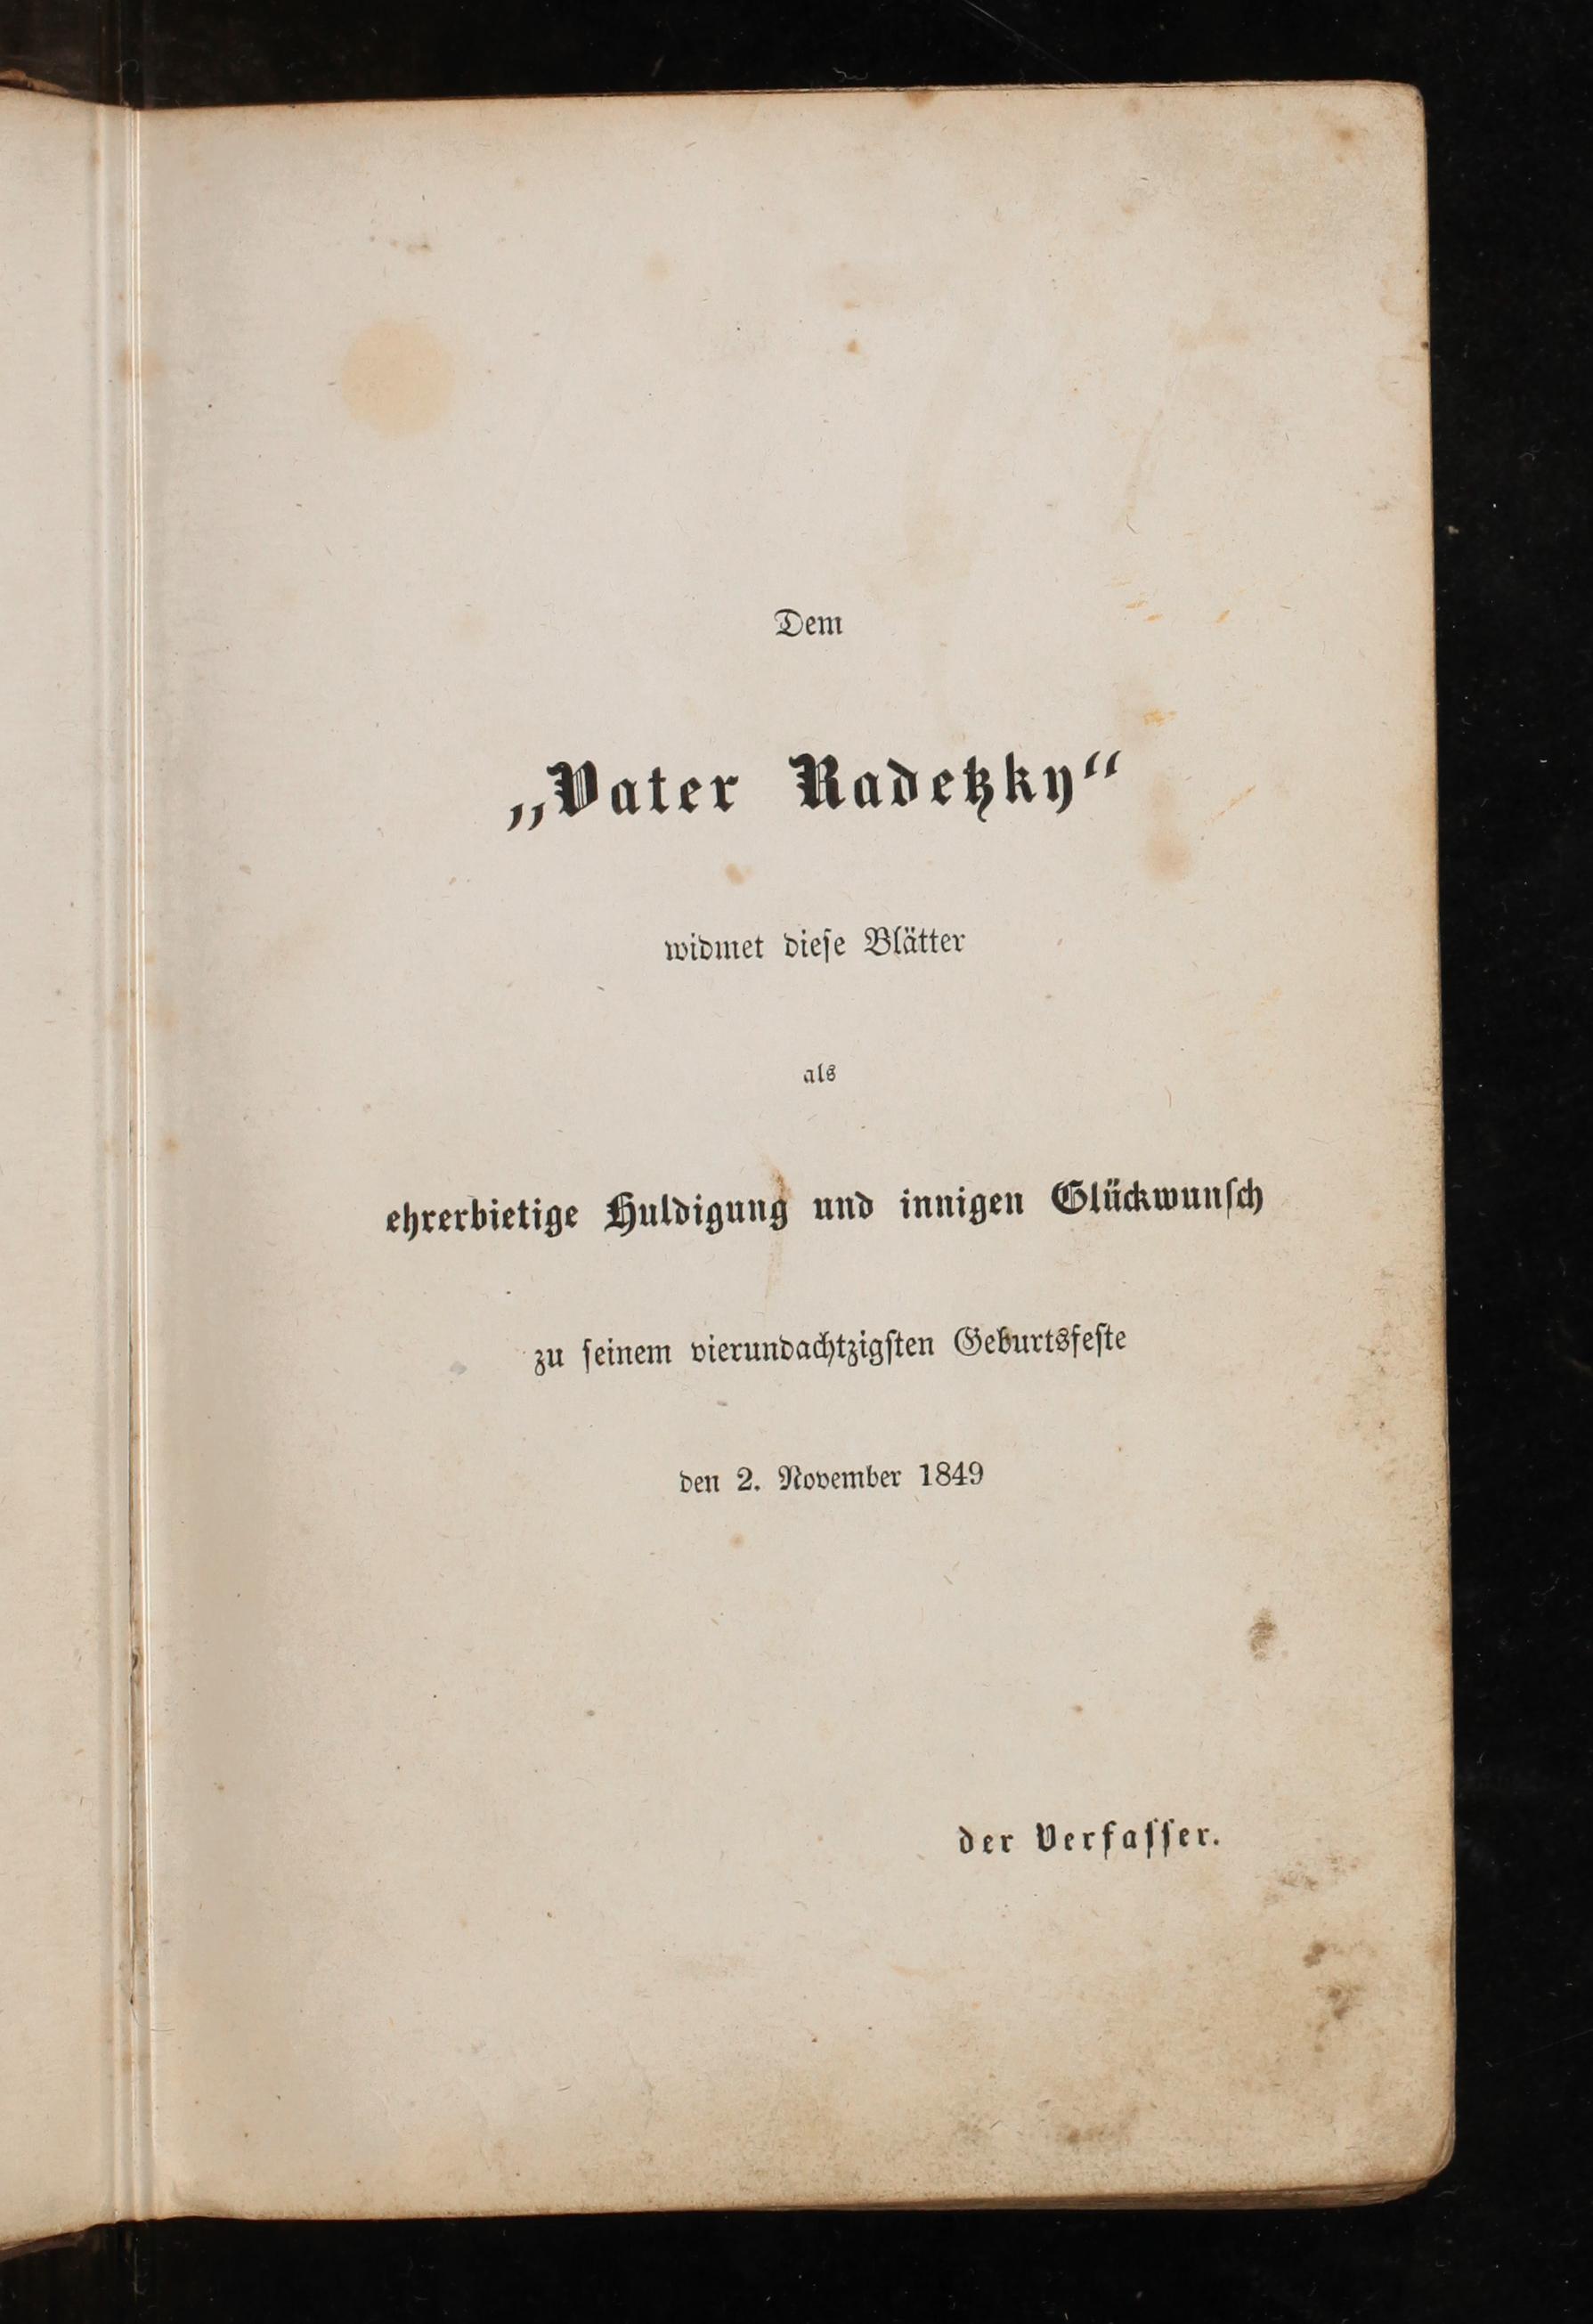 Dem
„Vater Radetzky“
widmet dieſe Blätter
als
ehrerbietige Huldigung und innigen Glückwunſch
zu ſeinem vierundachtzigſten Geburtsfeſte
den 2. November 1849
der Verfaſſer.